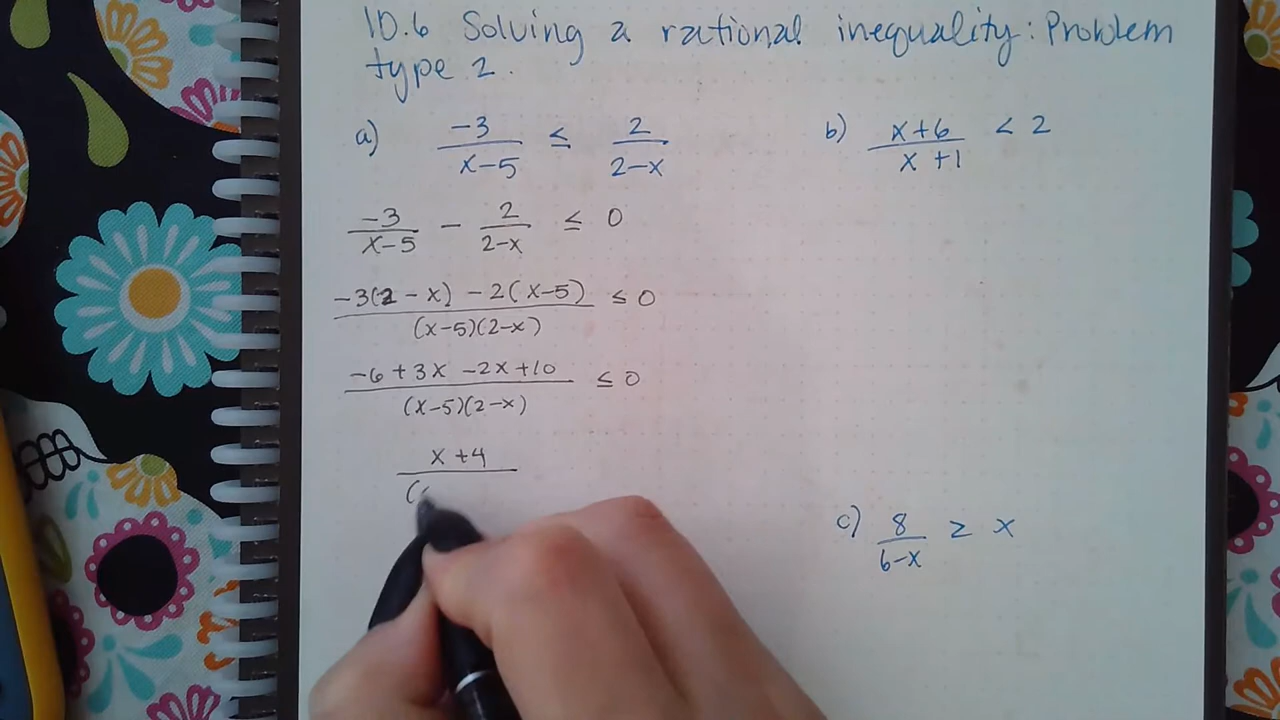 10.6 Solving a rational inequality: Problem
type 2.
a) -3/(x-5) ≤ 2/(2-x)
-3/(x-5) - 2/(2-x) ≤ 0
(-3(2-x) -2(x-5))/((x-5)(2-x)) ≤ 0
(-6+3x-2x+10)/((x-5)(2-x)) ≤ 0
(x+4)/(
b) (x+6)/(x+1) < 2
c) 8/(6-x) ≥ x